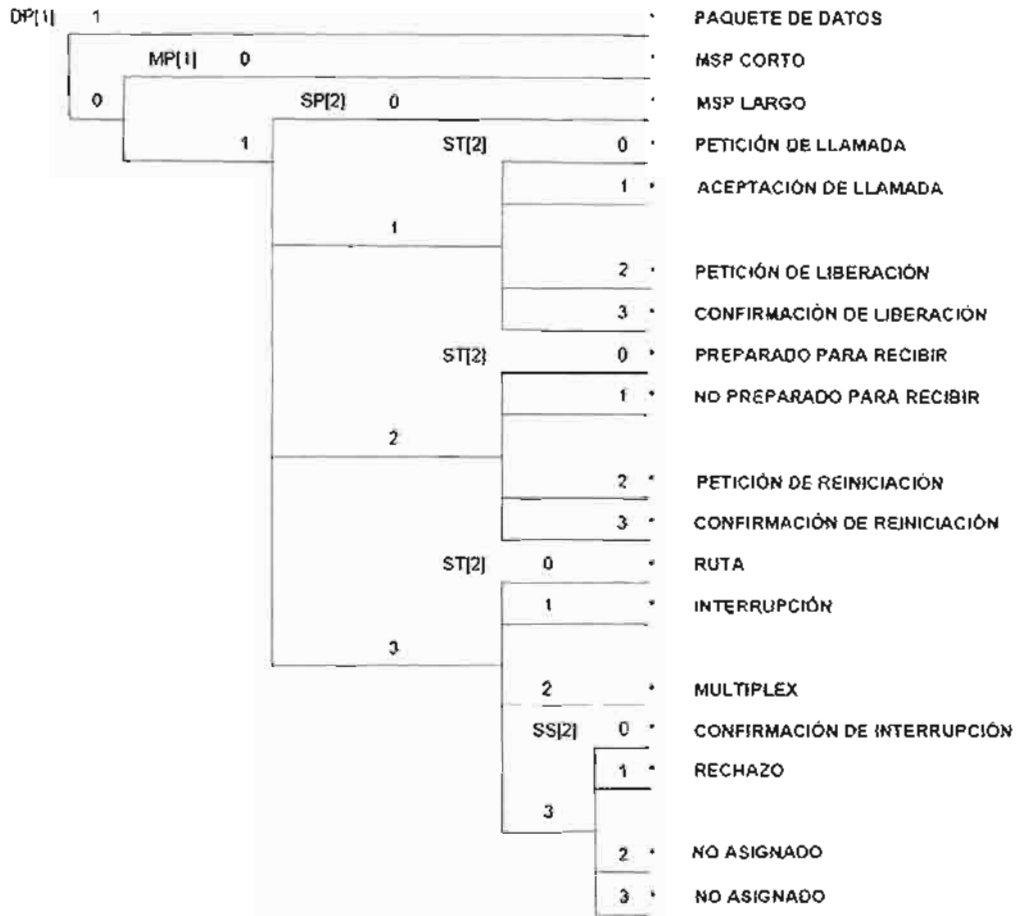 DP[1] 1 * PAQUETE DE DATOS
MP[1] 0 * MSP CORTO
0 SP[2] 0 * MSP LARGO
1 ST[2] 0 * PETICIÓN DE LLAMADA
1 * ACEPTACIÓN DE LLAMADA
1
2 * PETICIÓN DE LIBERACIÓN
3 * CONFIRMACIÓN DE LIBERACIÓN
ST[2] 0 * PREPARADO PARA RECIBIR
1 * NO PREPARADO PARA RECIBIR
2
2 * PETICIÓN DE REINICIACIÓN
3 * CONFIRMACIÓN DE REINICIACIÓN
ST[2] 0 * RUTA
1 * INTERRUPCIÓN
3
2 * MULTIPLEX
SS[2] 0 * CONFIRMACIÓN DE INTERRUPCIÓN
1 * RECHAZO
3
2 * NO ASIGNADO
3 * NO ASIGNADO